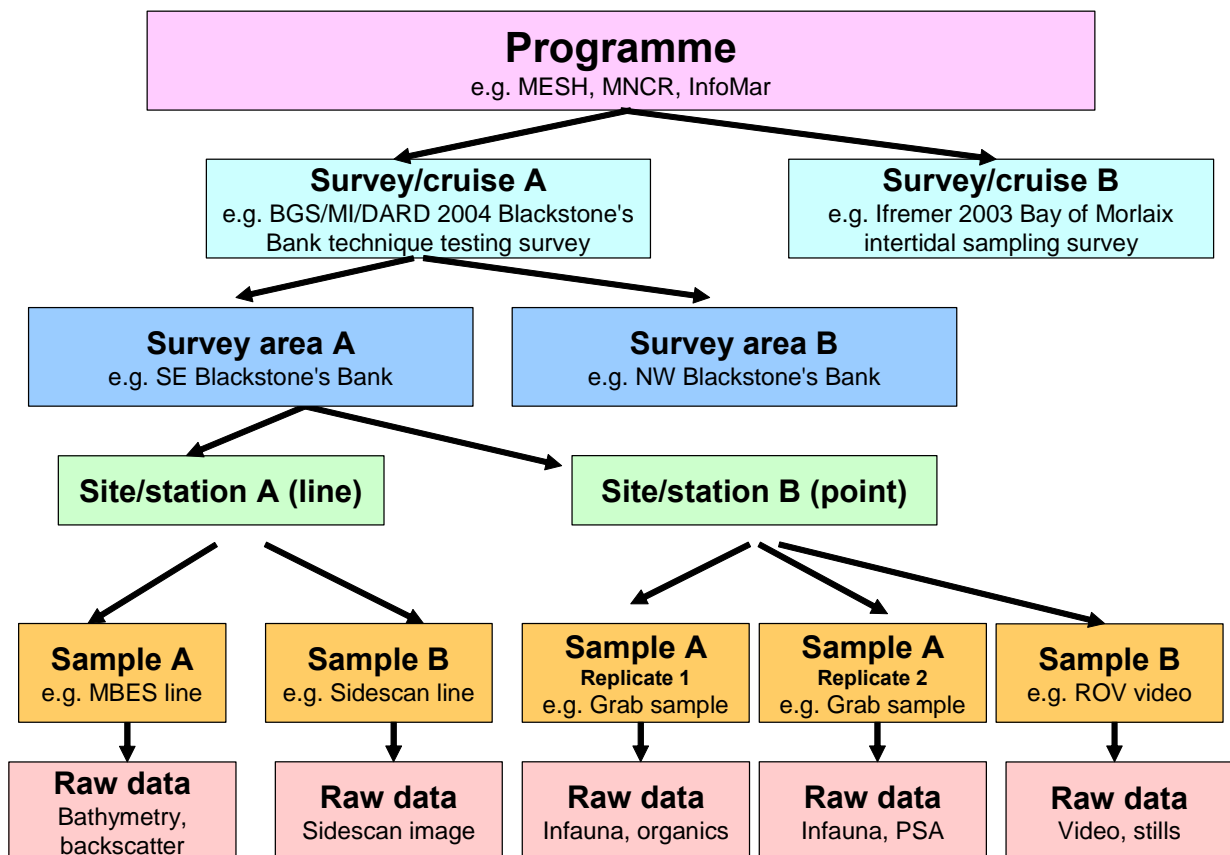 Programme
e.g. MESH, MNCR, InfoMar
Survey/cruise A
e.g. BGS/MI/DARD 2004 Blackstone's
Bank technique testing survey
Survey/cruise B
e.g. Ifremer 2003 Bay of Morlaix
intertidal sampling survey
Survey area A
e.g. SE Blackstone's Bank
Survey area B
e.g. NW Blackstone's Bank
Site/station A (line)
Site/station B (point)
Sample A
e.g. MBES line
Sample B
e.g. Sidescan line
Sample A
Replicate 1
e.g. Grab sample
Sample A
Replicate 2
e.g. Grab sample
Sample B
e.g. ROV video
Raw data
Bathymetry,
backscatter
Raw data
Sidescan image
Raw data
Infauna, organics
Raw data
Infauna, PSA
Raw data
Video, stills